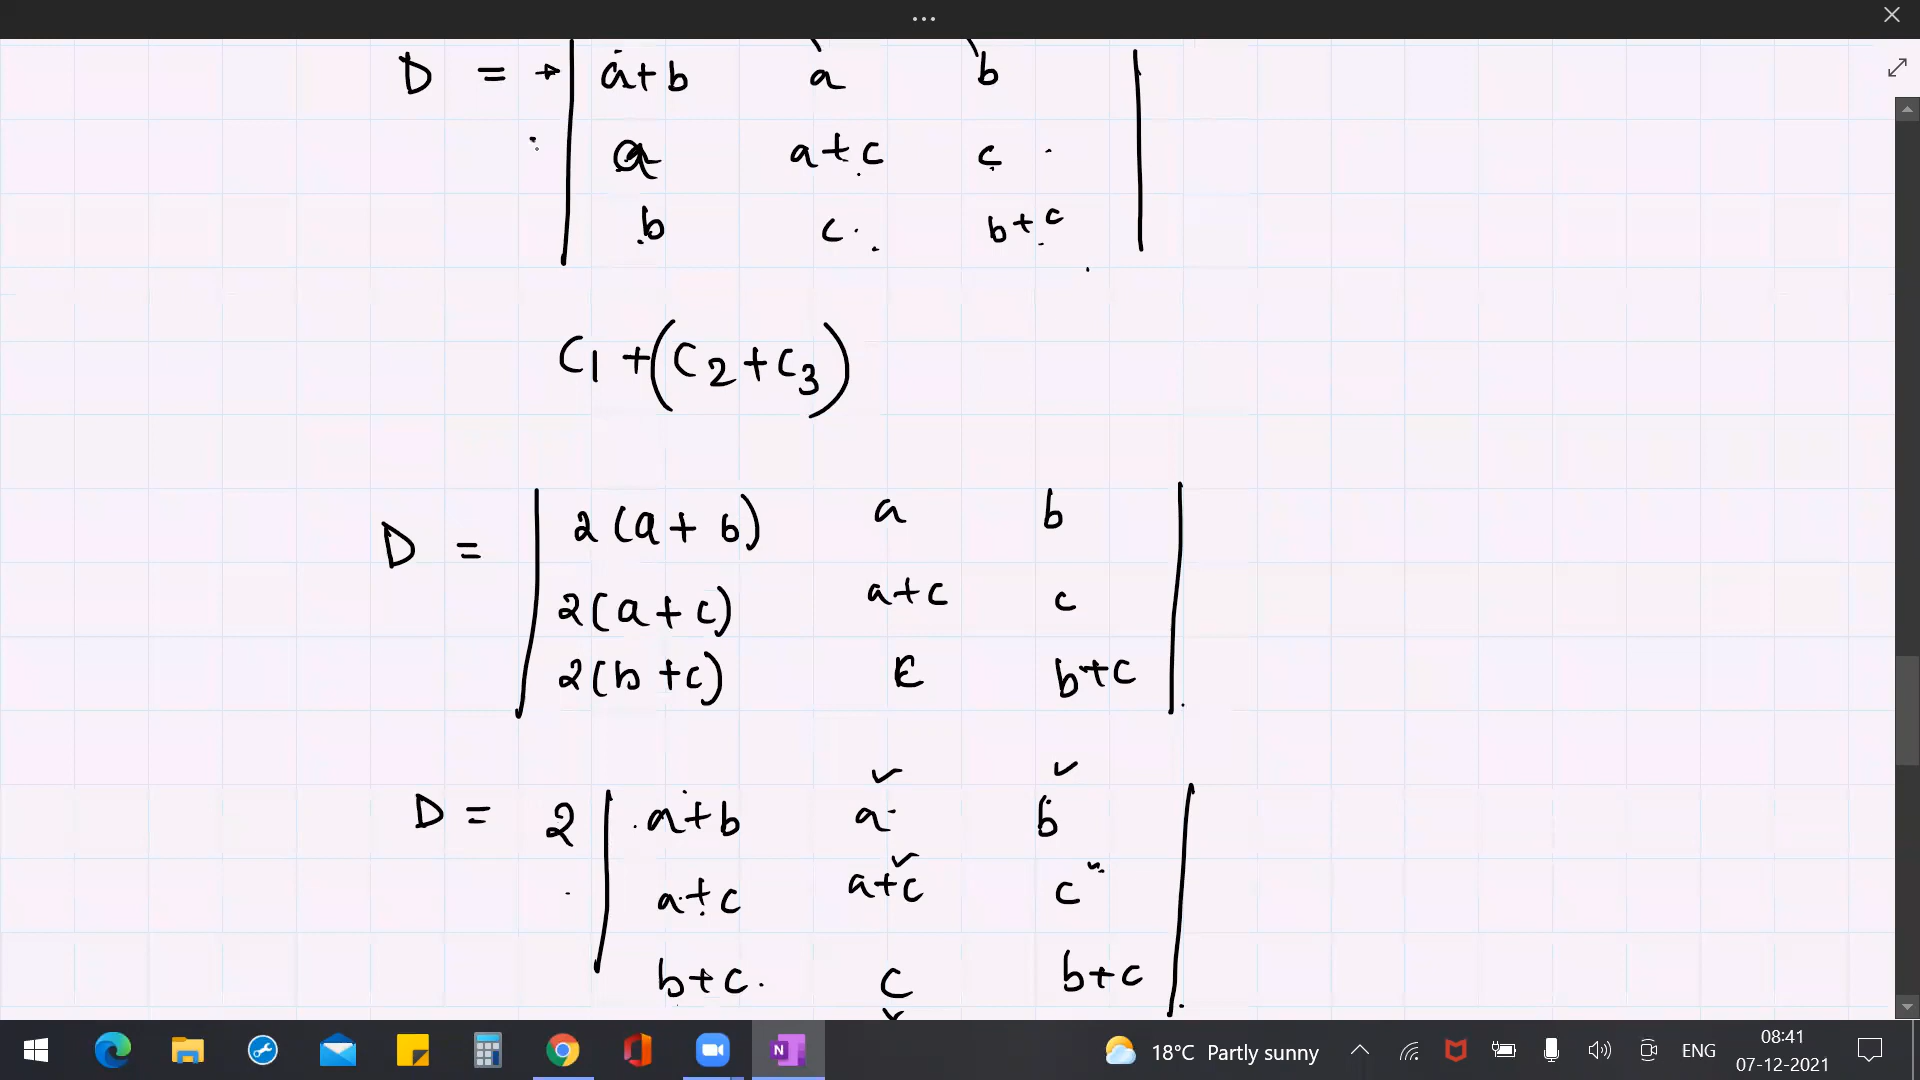 D = | a+b a b |
| a a+c c |
| b c b+c |
C1 + (C2 + C3)
D = | 2(a + b) a b |
| 2(a + c) a+c c |
| 2(b + c) c b+c |
D = 2 | a+b a b |
| a+c a+c c |
| b+c c b+c |
18°C Partly sunny
ENG
08:41
07-12-2021